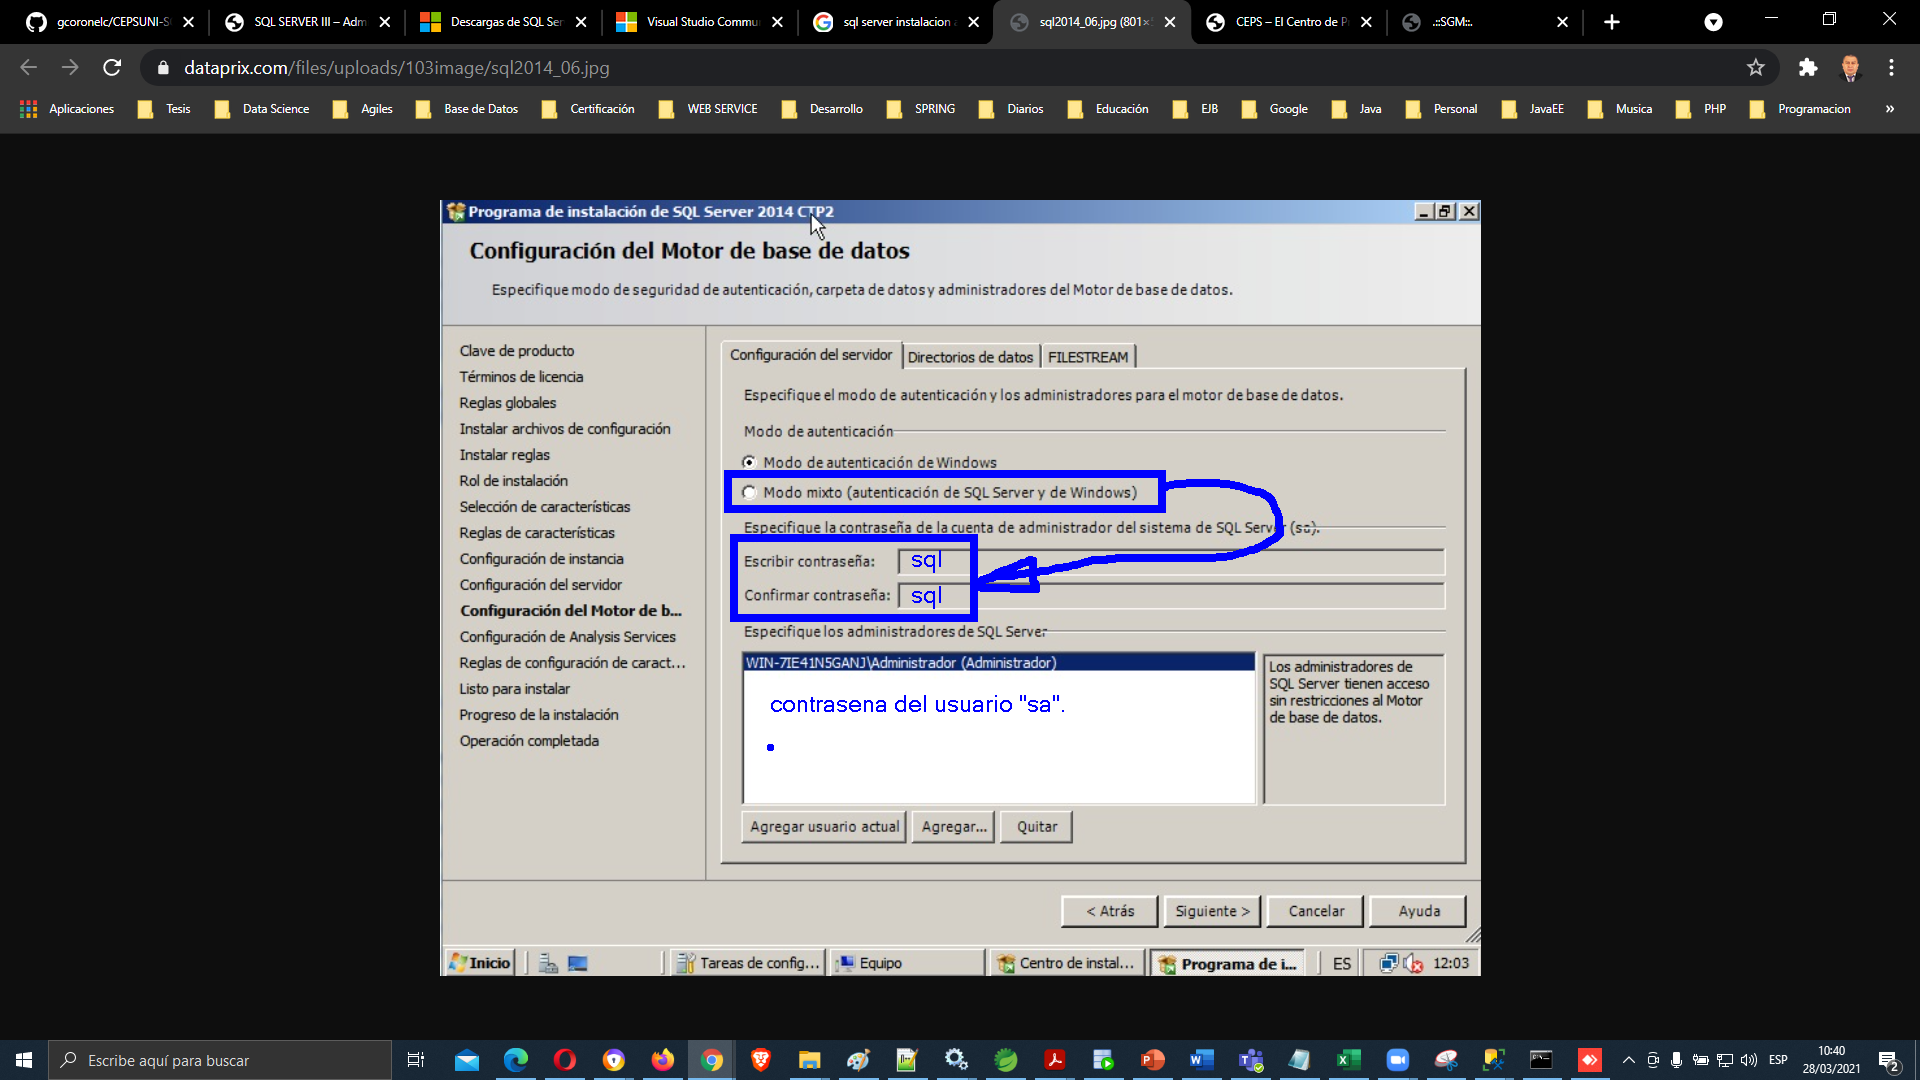 gcoronelc/CEPSUNI-S
SQL SERVER III – Adm
Descargas de SQL Ser
Visual Studio Commu
sql server instalacion
sql2014_06.jpg (801×
CEPS – El Centro de P
.::SGM::.
dataprix.com/files/uploads/103image/sql2014_06.jpg
Aplicaciones
Tesis
Data Science
Agiles
Base de Datos
Certificación
WEB SERVICE
Desarrollo
SPRING
Diarios
Educación
EJB
Google
Java
Personal
JavaEE
Musica
PHP
Programacion
»
Programa de instalación de SQL Server 2014 CTP2
Configuración del Motor de base de datos
Especifique modo de seguridad de autenticación, carpeta de datos y administradores del Motor de base de datos.
Clave de producto
Términos de licencia
Reglas globales
Instalar archivos de configuración
Instalar reglas
Rol de instalación
Selección de características
Reglas de características
Configuración de instancia
Configuración del servidor
Configuración del Motor de b...
Configuración de Analysis Services
Reglas de configuración de caract...
Listo para instalar
Progreso de la instalación
Operación completada
Configuración del servidor
Directorios de datos
FILESTREAM
Especifique el modo de autenticación y los administradores para el motor de base de datos.
Modo de autenticación
Modo de autenticación de Windows
Modo mixto (autenticación de SQL Server y de Windows)
Especifique la contraseña de la cuenta de administrador del sistema de SQL Server (sa).
Escribir contraseña: sql
Confirmar contraseña: sql
Especifique los administradores de SQL Server
WIN-7IE41N5GANJ\Administrador (Administrador)
contrasena del usuario "sa".
Los administradores de
SQL Server tienen acceso
sin restricciones al Motor
de base de datos.
Agregar usuario actual
Agregar...
Quitar
< Atrás
Siguiente >
Cancelar
Ayuda
Inicio
Tareas de config...
Equipo
Centro de instal...
Programa de i...
ES
12:03
Escribe aquí para buscar
ESP
10:40
28/03/2021
2